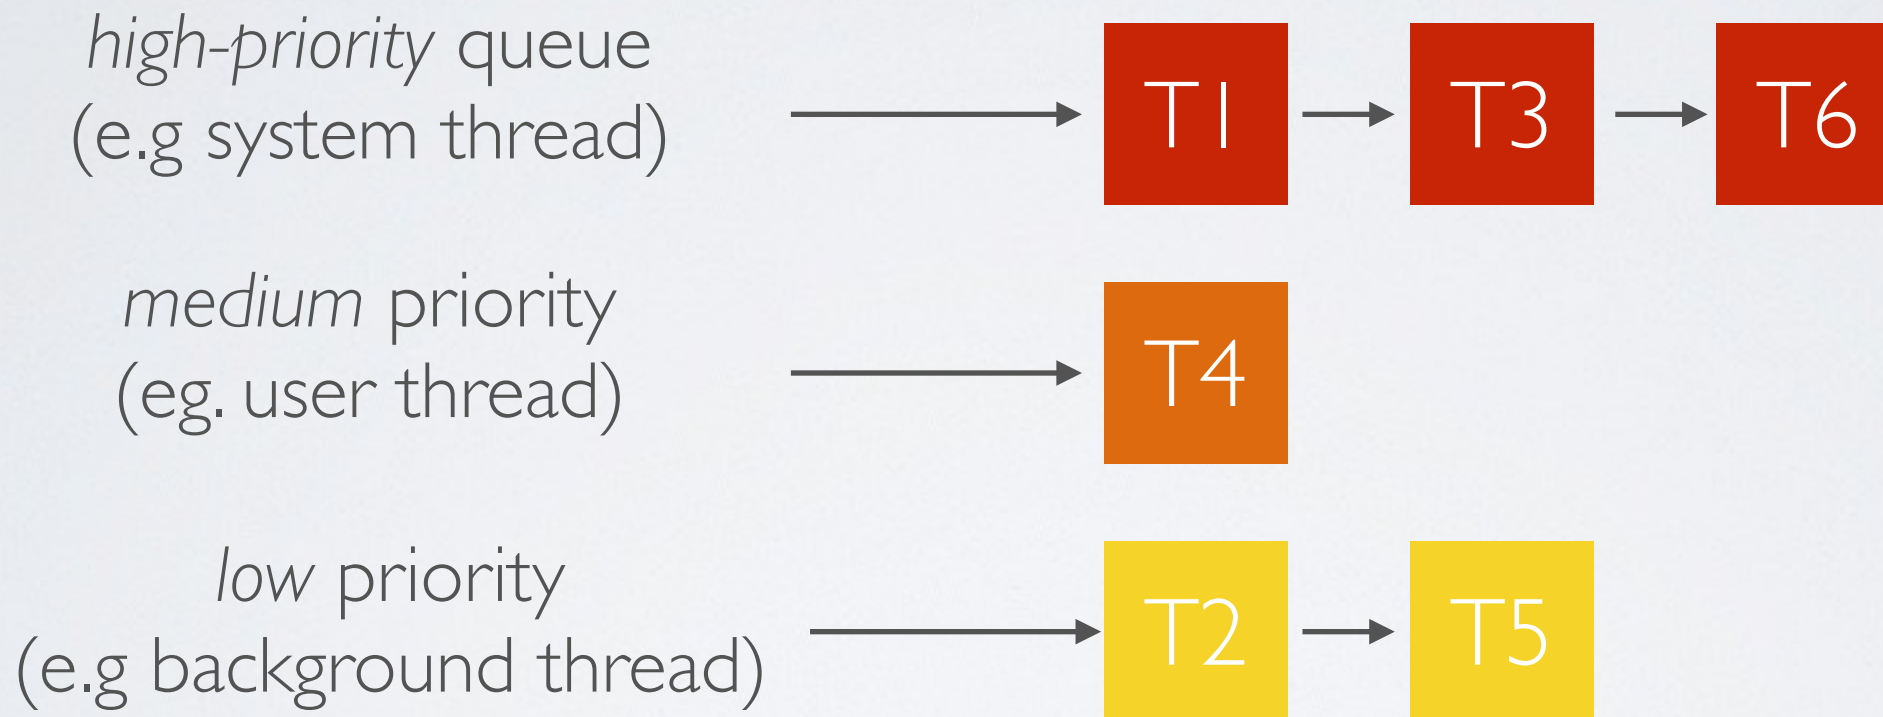 high-priority queue
(e.g system thread)
T1
T3
T6
medium priority
(eg. user thread)
T4
low priority
(e.g background thread)
T2
T5